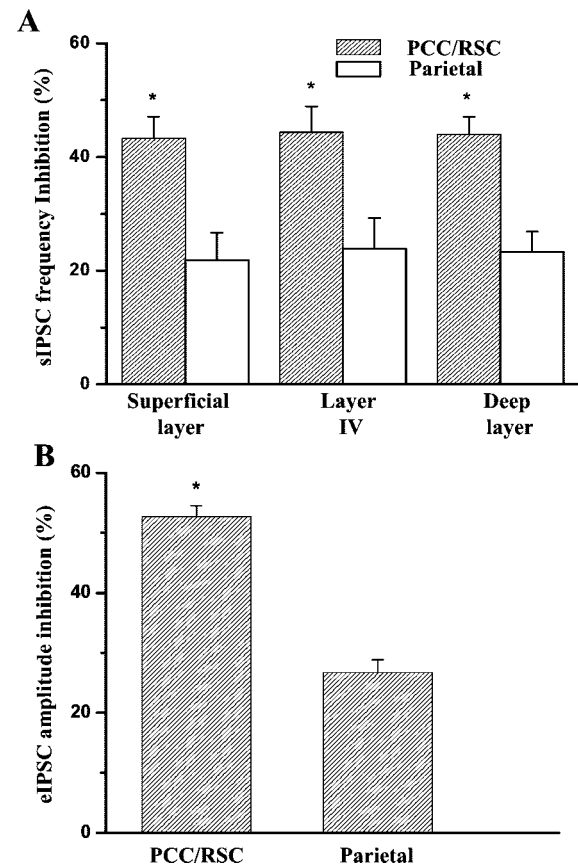 A
sIPSC frequency Inhibition (%)
60
40
20
0
PCC/RSC
Parietal
*
*
*
Superficial
layer
Layer
IV
Deep
layer
B
eIPSC amplitude inhibition (%)
60
40
20
0
*
PCC/RSC
Parietal